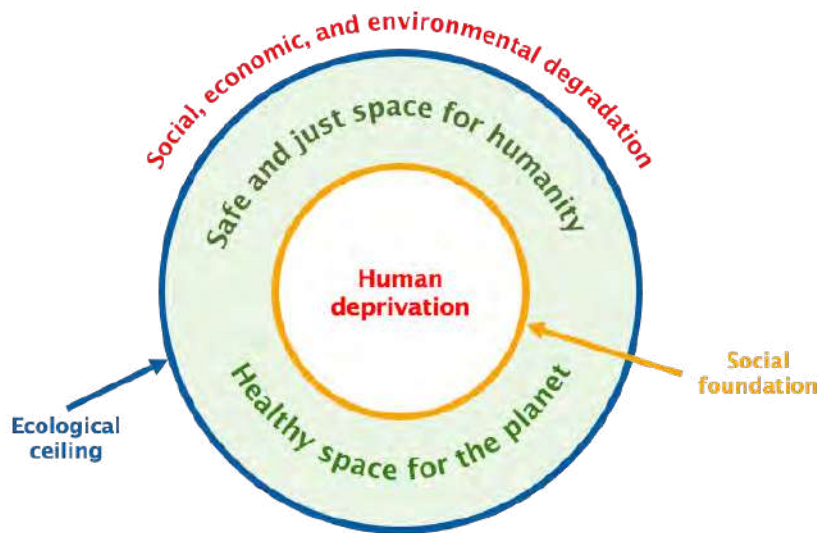 Social, economic, and environmental degradation
Safe and just space for humanity
Human
deprivation
Healthy space for the planet
Social
foundation
Ecological
ceiling